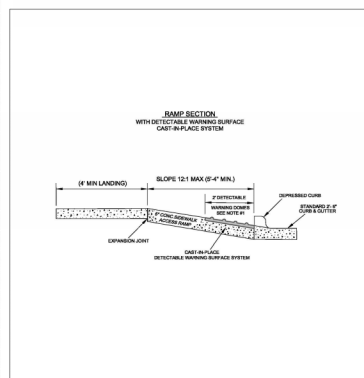 RAMP SECTION
WITH DETECTABLE WARNING SURFACE
CAST-IN-PLACE SYSTEM
(4' MIN LANDING)
SLOPE 12:1 MAX (5'-4" MIN.)
2' DETECTABLE
WARNING DOMES
SEE NOTE #1
DEPRESSED CURB
STANDARD 2'- 6"
CURB & GUTTER
6" CONC SIDEWALK
ACCESS RAMP
EXPANSION JOINT
CAST-IN-PLACE
DETECTABLE WARNING SURFACE SYSTEM